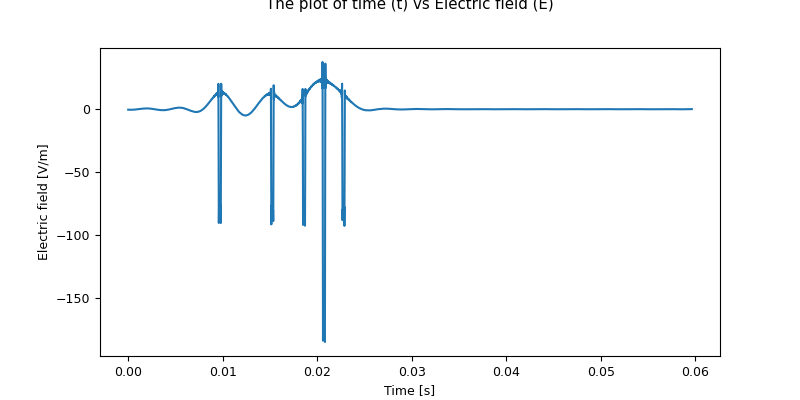 The plot of time (t) vs Electric field (E)
Electric field [V/m]
0
−50
−100
−150
0.00 0.01 0.02 0.03 0.04 0.05 0.06
Time [s]